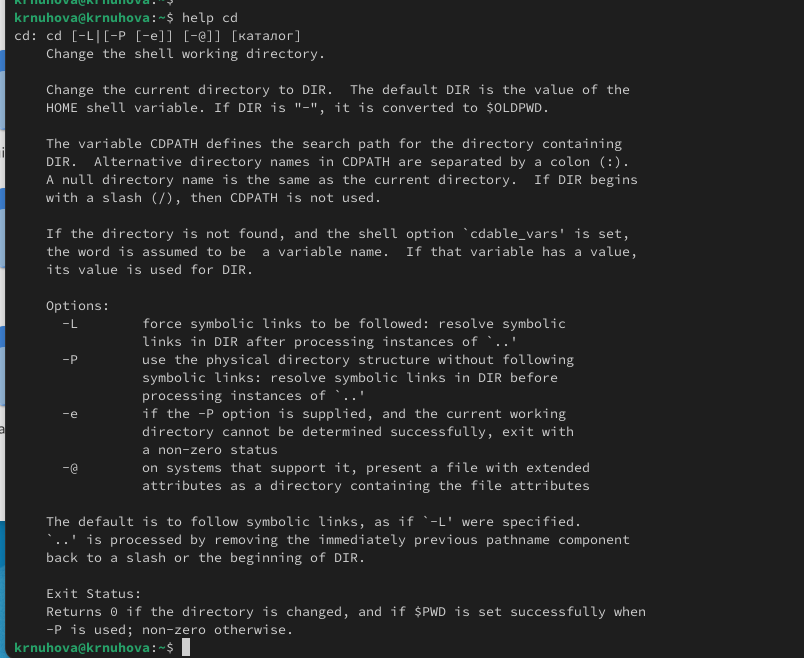 krnuhova@krnuhova:~$
krnuhova@krnuhova:~$ help cd
cd: cd [-L|[-P [-e]] [-@]] [каталог]
    Change the shell working directory.

    Change the current directory to DIR.  The default DIR is the value of the
    HOME shell variable. If DIR is "-", it is converted to $OLDPWD.

    The variable CDPATH defines the search path for the directory containing
    DIR.  Alternative directory names in CDPATH are separated by a colon (:).
    A null directory name is the same as the current directory.  If DIR begins
    with a slash (/), then CDPATH is not used.

    If the directory is not found, and the shell option `cdable_vars' is set,
    the word is assumed to be  a variable name.  If that variable has a value,
    its value is used for DIR.

    Options:
      -L        force symbolic links to be followed: resolve symbolic
                links in DIR after processing instances of `..'
      -P        use the physical directory structure without following
                symbolic links: resolve symbolic links in DIR before
                processing instances of `..'
      -e        if the -P option is supplied, and the current working
                directory cannot be determined successfully, exit with
                a non-zero status
      -@        on systems that support it, present a file with extended
                attributes as a directory containing the file attributes

    The default is to follow symbolic links, as if `-L' were specified.
    `..' is processed by removing the immediately previous pathname component
    back to a slash or the beginning of DIR.

    Exit Status:
    Returns 0 if the directory is changed, and if $PWD is set successfully when
    -P is used; non-zero otherwise.
krnuhova@krnuhova:~$